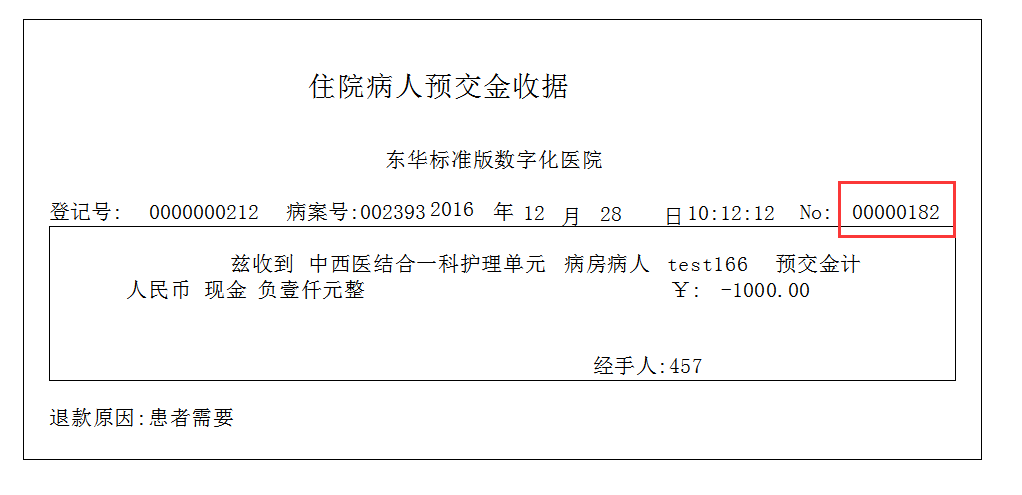 住院病人预交金收据
东华标准版数字化医院
登记号: 0000000212 病案号:002393 2016 年 12 月 28 日 10:12:12 No: 00000182
兹收到 中西医结合一科护理单元 病房病人 test166 预交金计
人民币 现金 负壹仟元整 ￥: -1000.00
经手人:457
退款原因:患者需要